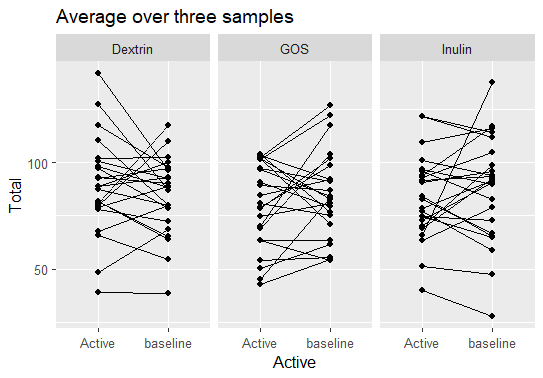 Average over three samples
Dextrin GOS Inulin
Total
100
50
Active baseline Active baseline Active baseline
Active